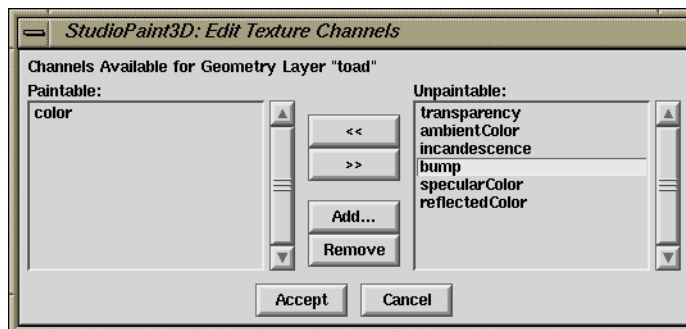 StudioPaint3D: Edit Texture Channels
Channels Available for Geometry Layer "toad"
Paintable:
color
<<
>>
Add...
Remove
Unpaintable:
transparency
ambientColor
incandescence
bump
specularColor
reflectedColor
Accept
Cancel